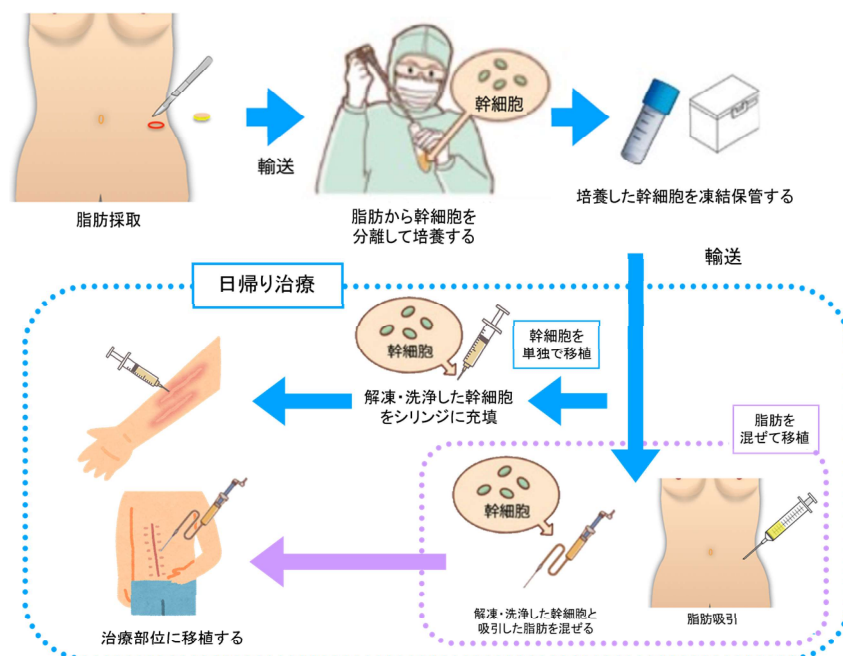 幹細胞
輸送
脂肪採取
脂肪から幹細胞を
分離して培養する
培養した幹細胞を凍結保管する
輸送
日帰り治療
幹細胞
幹細胞を
単独で移植
解凍・洗浄した幹細胞
をシリンジに充填
脂肪を
混ぜて移植
幹細胞
解凍・洗浄した幹細胞と
吸引した脂肪を混ぜる
脂肪吸引
治療部位に移植する